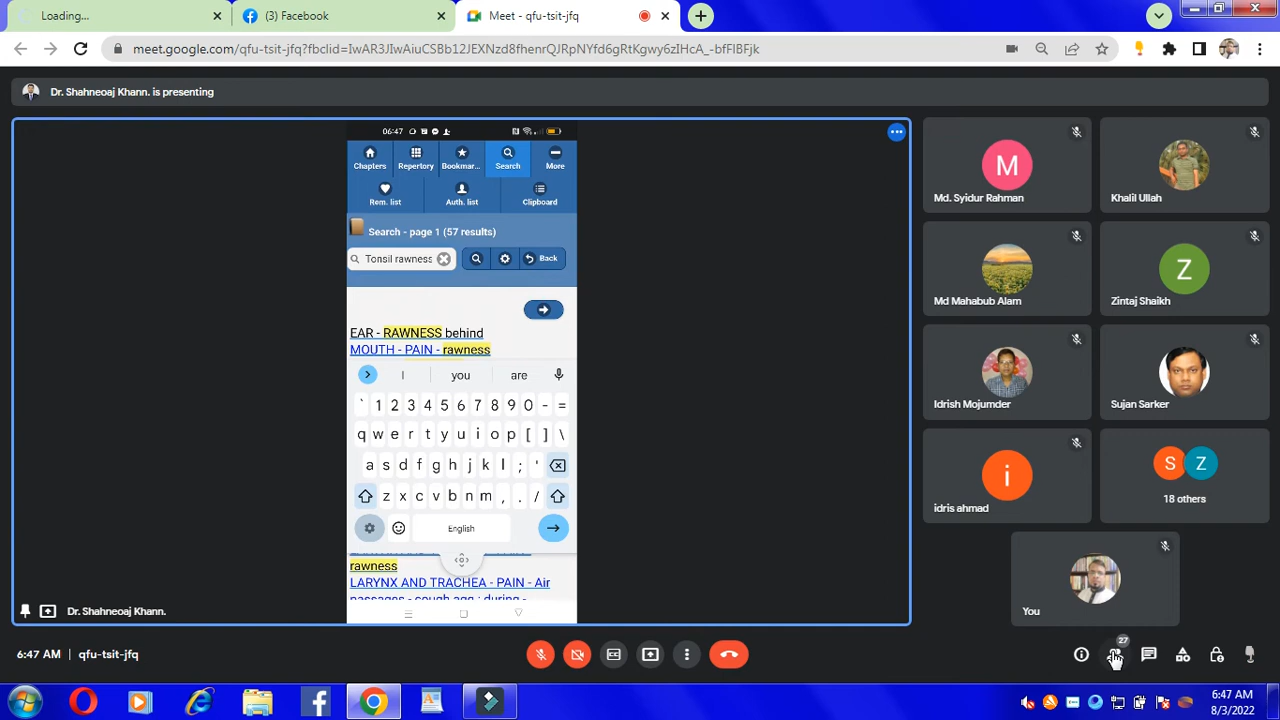 Loading...
(3) Facebook
Meet - qfu-tsit-jfq
meet.google.com/qfu-tsit-jfq?fbclid=IwAR3JIwAiuCSBb12JEXNzd8fhenrQJRpNYfd6gRtKgwy6zIHcA_-bfFlBFjk
Dr. Shahneoaj Khann. is presenting
06:47
Chapters
Repertory
Bookmar...
Search
More
Rem. list
Auth. list
Clipboard
Search - page 1 (57 results)
Tonsil rawness
Back
EAR - RAWNESS behind
MOUTH - PAIN - rawness
I you are
` 1 2 3 4 5 6 7 8 9 0 - =
q w e r t y u i o p [ ] \
a s d f g h j k l ; '
z x c v b n m , . /
English
rawness
LARYNX AND TRACHEA - PAIN - Air
passages - cough agg.; during -
Dr. Shahneoaj Khann.
Md. Syidur Rahman
M
Khalil Ullah
Md Mahabub Alam
Z
Zintaj Shaikh
Idrish Mojumder
Sujan Sarker
i
idris ahmad
S Z
18 others
You
6:47 AM | qfu-tsit-jfq
27
6:47 AM
8/3/2022